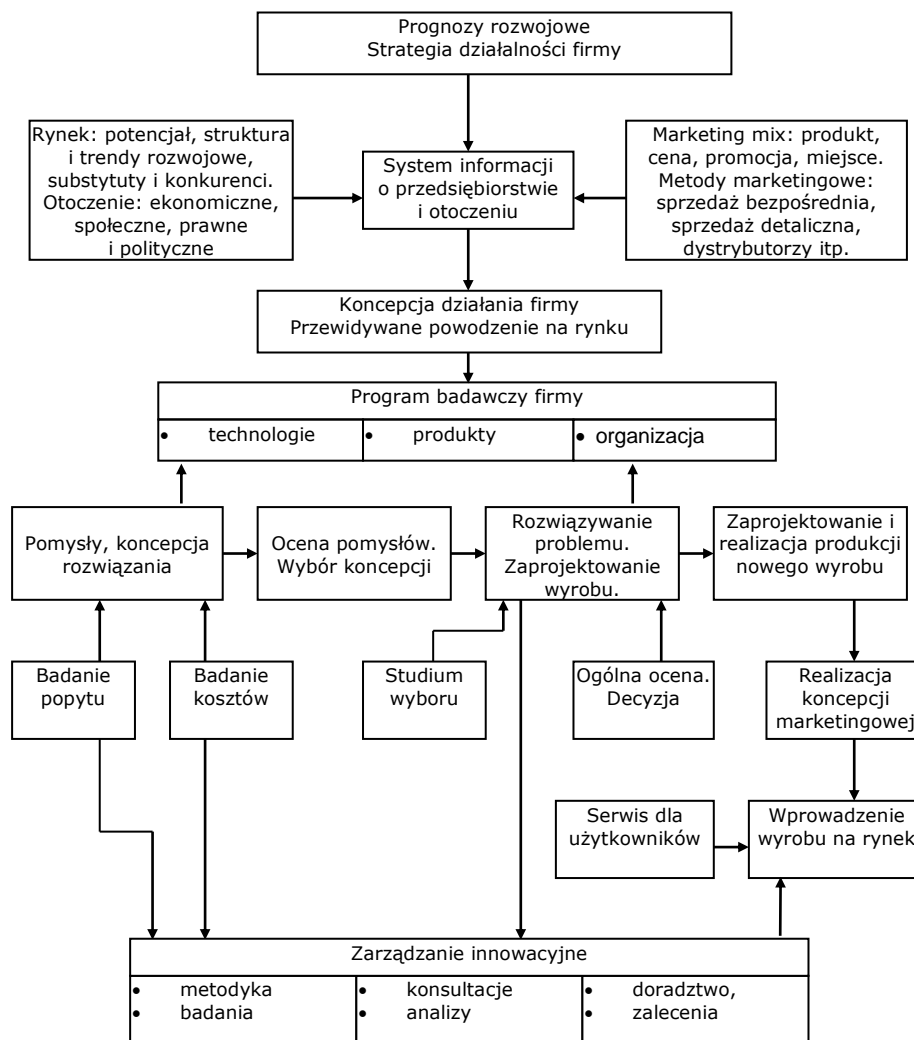 Prognozy rozwojowe
Strategia działalności firmy
Rynek: potencjał, struktura
i trendy rozwojowe,
substytuty i konkurenci.
Otoczenie: ekonomiczne,
społeczne, prawne
i polityczne
System informacji
o przedsiębiorstwie
i otoczeniu
Marketing mix: produkt,
cena, promocja, miejsce.
Metody marketingowe:
sprzedaż bezpośrednia,
sprzedaż detaliczna,
dystrybutorzy itp.
Koncepcja działania firmy
Przewidywane powodzenie na rynku
Program badawczy firmy
• technologie
• produkty
• organizacja
Pomysły, koncepcja
rozwiązania
Ocena pomysłów.
Wybór koncepcji
Rozwiązywanie
problemu.
Zaprojektowanie
wyrobu.
Zaprojektowanie i
realizacja produkcji
nowego wyrobu
Badanie
popytu
Badanie
kosztów
Studium
wyboru
Ogólna ocena.
Decyzja
Realizacja
koncepcji
marketingowej
Serwis dla
użytkowników
Wprowadzenie
wyrobu na rynek
Zarządzanie innowacyjne
• metodyka
• badania
• konsultacje
• analizy
• doradztwo,
• zalecenia